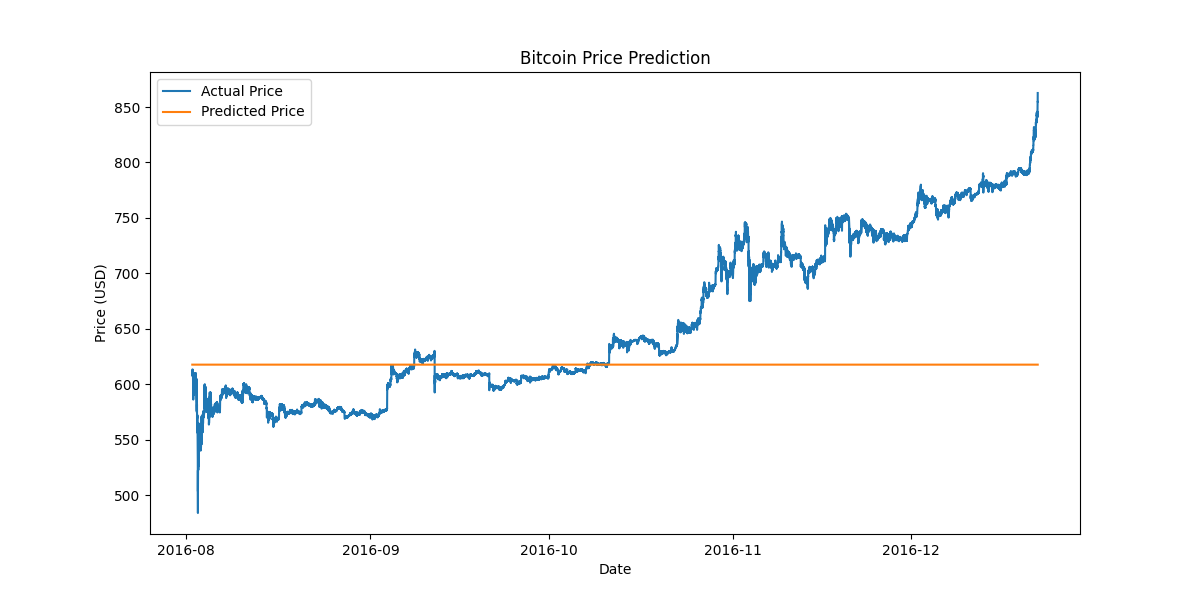 Bitcoin Price Prediction
Actual Price
Predicted Price
850
800
750
700
650
600
550
500
Price (USD)
2016-08 2016-09 2016-10 2016-11 2016-12
Date